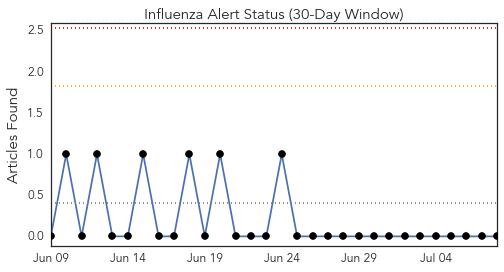 Influenza Alert Status (30-Day Window)
Articles Found
2.5
2.0
1.5
1.0
0.5
0.0
Jun 09 Jun 14 Jun 19 Jun 24 Jun 29 Jul 04